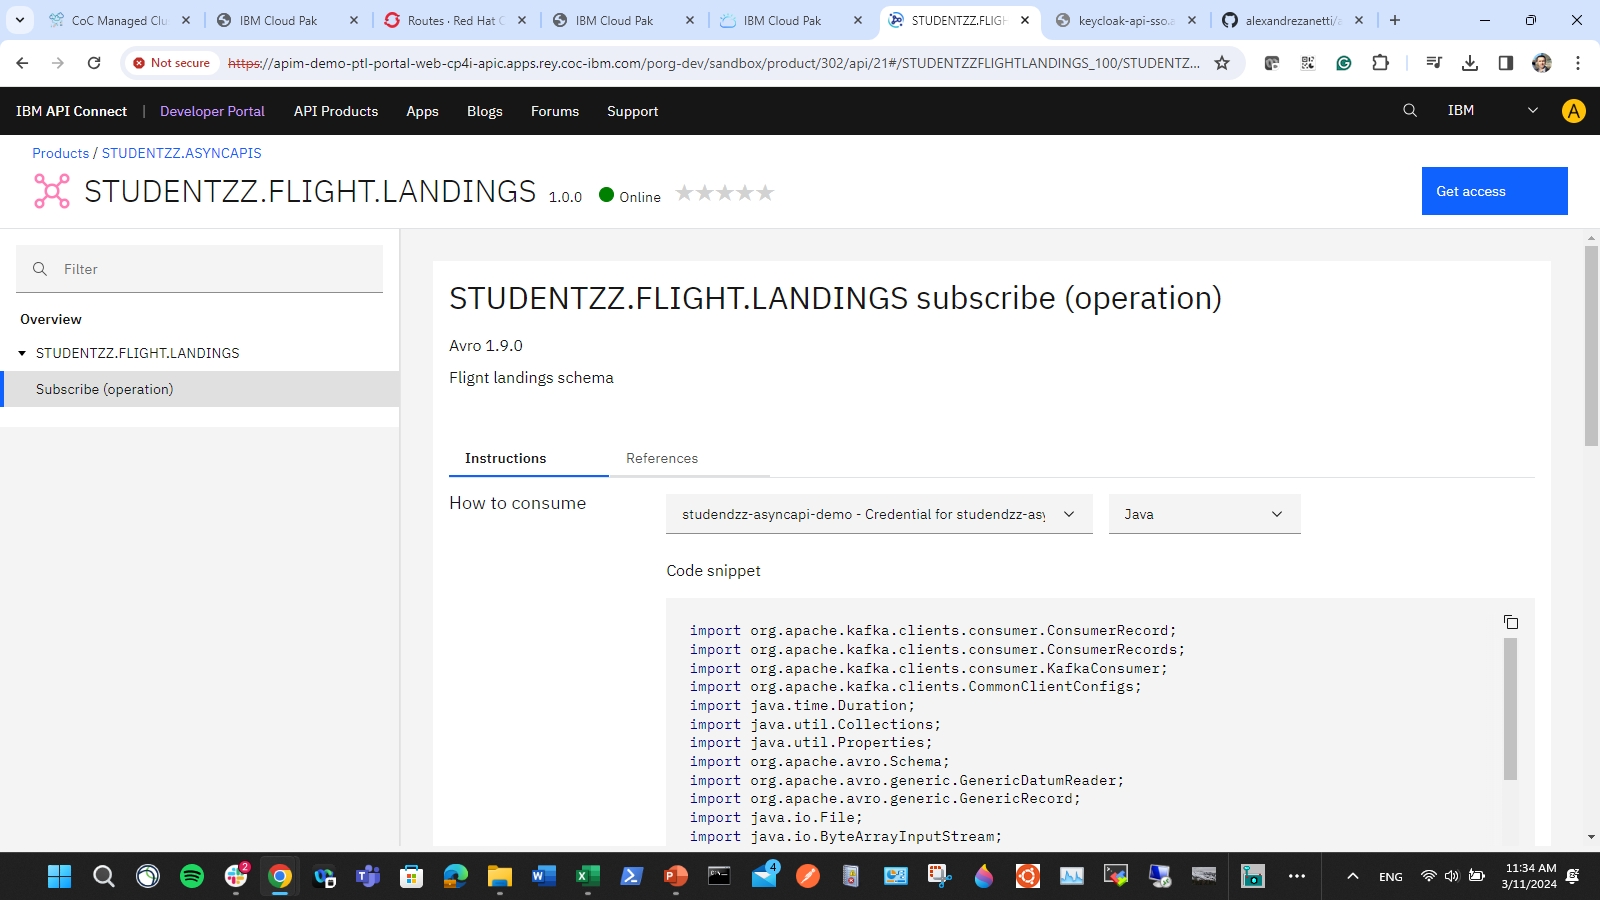 CoC Managed Clu
IBM Cloud Pak
Routes · Red Hat C
IBM Cloud Pak
IBM Cloud Pak
STUDENTZZ.FLIGH
keycloak-api-sso.a
alexandrezanetti/a
Not secure
https://apim-demo-ptl-portal-web-cp4i-apic.apps.rey.coc-ibm.com/porg-dev/sandbox/product/302/api/21#/STUDENTZZFLIGHTLANDINGS_100/STUDENTZ...
IBM API Connect | Developer Portal API Products Apps Blogs Forums Support
IBM
A
Products / STUDENTZZ.ASYNCAPIS
STUDENTZZ.FLIGHT.LANDINGS 1.0.0 Online
Get access
Filter
Overview
STUDENTZZ.FLIGHT.LANDINGS
Subscribe (operation)
STUDENTZZ.FLIGHT.LANDINGS subscribe (operation)
Avro 1.9.0
Flignt landings schema
Instructions References
How to consume
studendzz-asyncapi-demo - Credential for studendzz-asy
Java
Code snippet
import org.apache.kafka.clients.consumer.ConsumerRecord;
import org.apache.kafka.clients.consumer.ConsumerRecords;
import org.apache.kafka.clients.consumer.KafkaConsumer;
import org.apache.kafka.clients.CommonClientConfigs;
import java.time.Duration;
import java.util.Collections;
import java.util.Properties;
import org.apache.avro.Schema;
import org.apache.avro.generic.GenericDatumReader;
import org.apache.avro.generic.GenericRecord;
import java.io.File;
import java.io.ByteArrayInputStream;
2
4
ENG
11:34 AM
3/11/2024